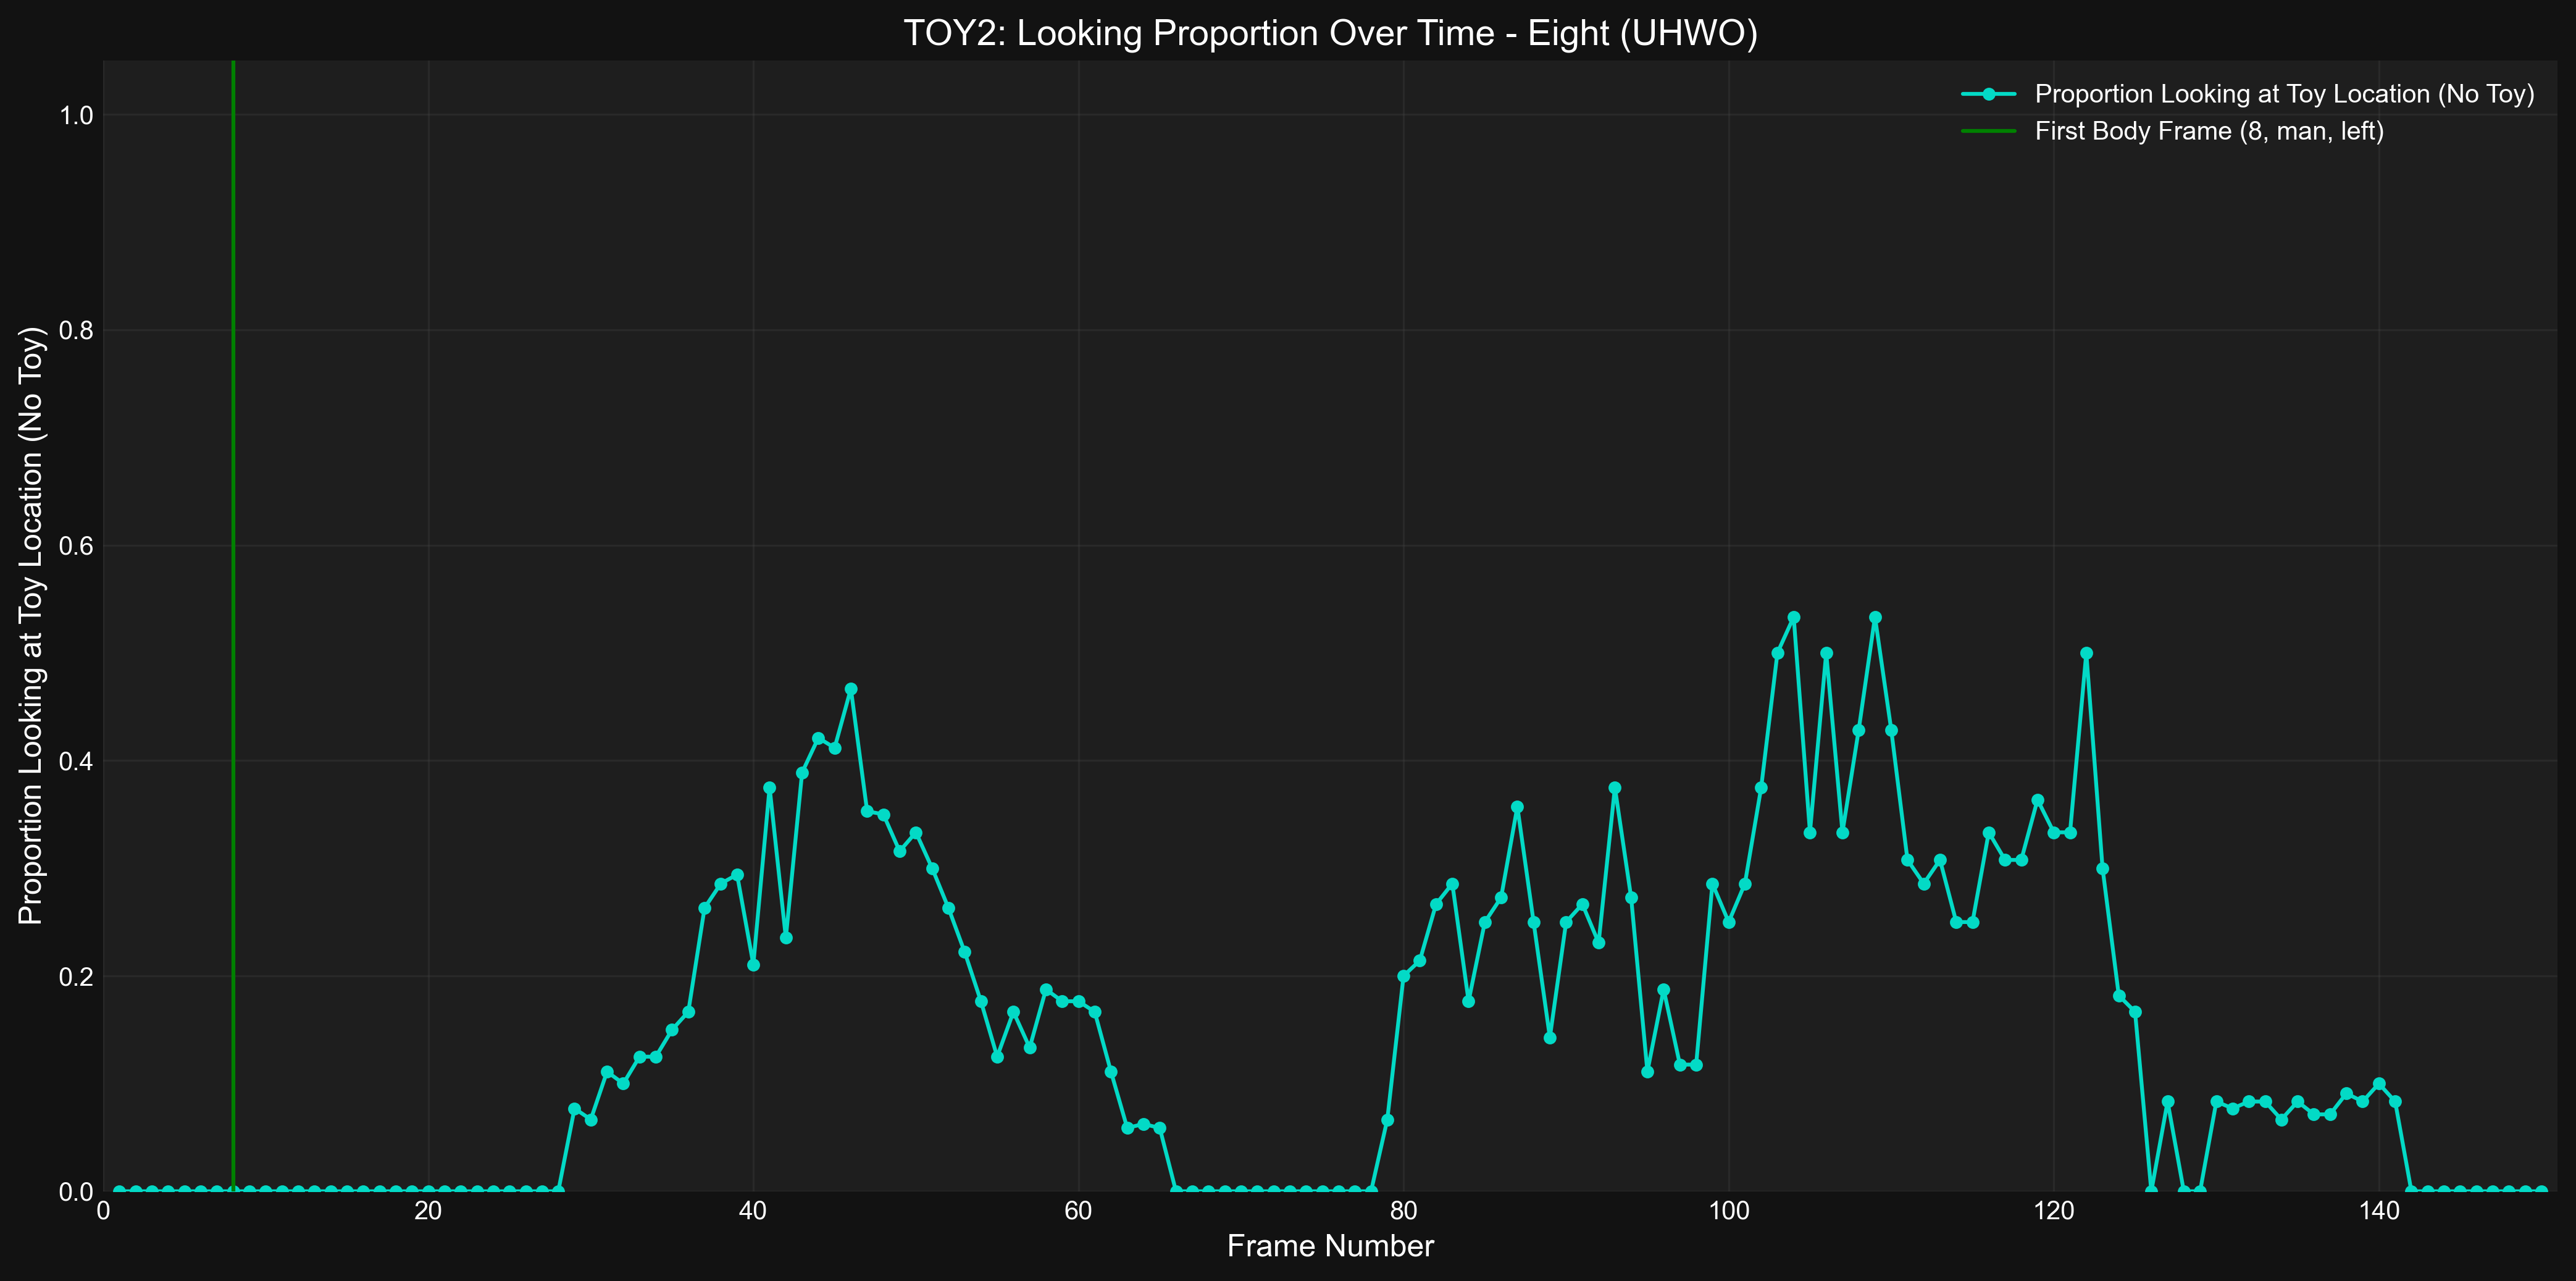 TOY2: Looking Proportion Over Time - Eight (UHWO)
Proportion Looking at Toy Location (No Toy)
First Body Frame (8, man, left)
Proportion Looking at Toy Location (No Toy)
1.0
0.8
0.6
0.4
0.2
0.0
0 20 40 60 80 100 120 140
Frame Number